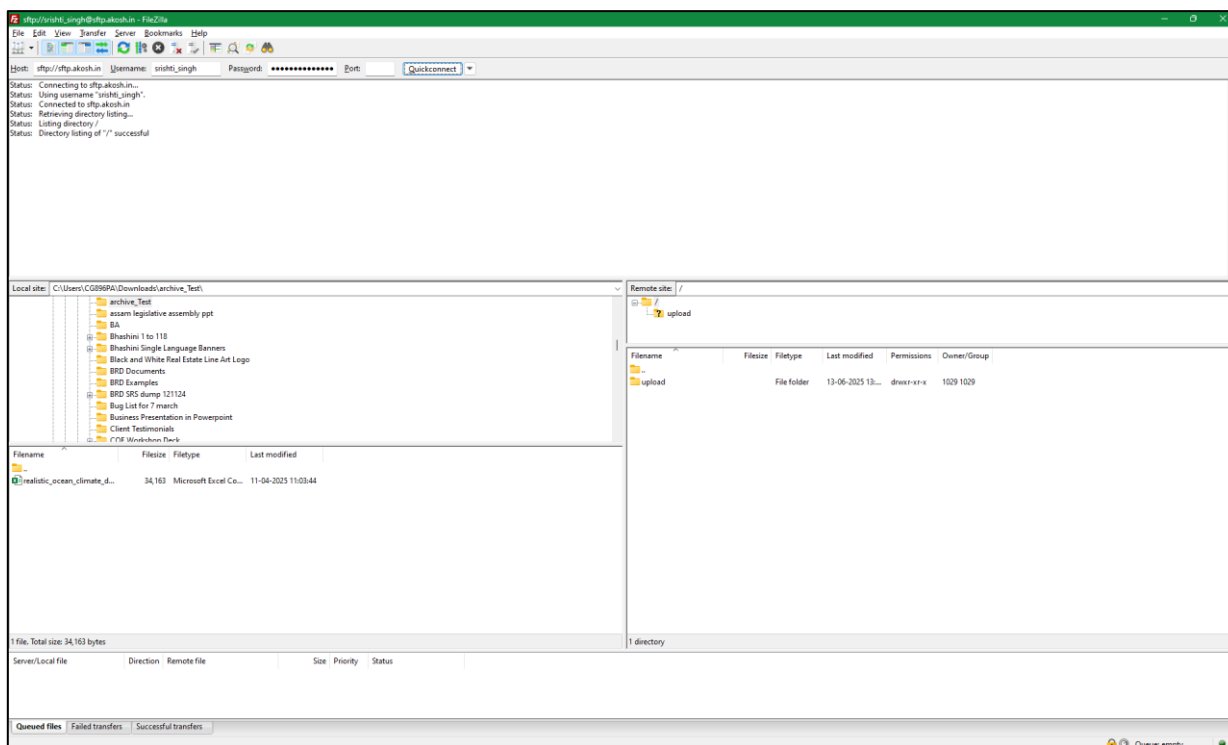 sftp://srishti_singh@sftp.akosh.in - FileZilla
File Edit View Transfer Server Bookmarks Help
Host: sftp://sftp.akosh.in Username: srishti_singh Password: ●●●●●●●●●●●●●● Port: Quickconnect
Status: Connecting to sftp.akosh.in...
Status: Using username "srishti_singh".
Status: Connected to sftp.akosh.in
Status: Retrieving directory listing...
Status: Listing directory /
Status: Directory listing of "/" successful
Local site: C:\Users\CG896PA\Downloads\archive_Test\
archive_Test
assam legislative assembly ppt
BA
Bhashini 1 to 118
Bhashini Single Language Banners
Black and White Real Estate Line Art Logo
BRD Documents
BRD Examples
BRD SRS dump 121124
Bug List for 7 march
Business Presentation in Powerpoint
Client Testimonials
COE Workshop Deck
Filename Filesize Filetype Last modified
..
realistic_ocean_climate_d... 34,163 Microsoft Excel Co... 11-04-2025 11:03:44
1 file. Total size: 34,163 bytes
Remote site: /
/
? upload
Filename Filesize Filetype Last modified Permissions Owner/Group
..
upload File folder 13-06-2025 13:... drwxr-xr-x 1029 1029
1 directory
Server/Local file Direction Remote file Size Priority Status
Queued files Failed transfers Successful transfers
Queue: empty